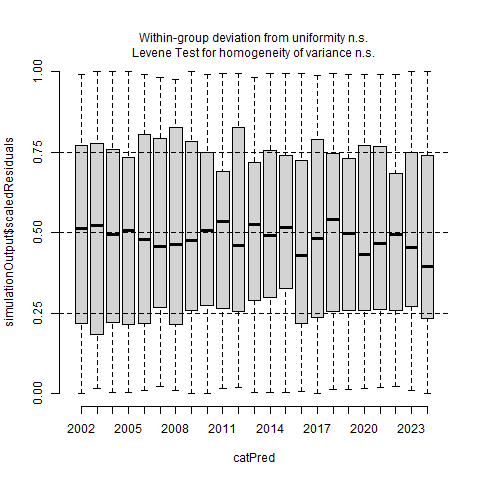 Within-group deviation from uniformity n.s.
Levene Test for homogeneity of variance n.s.
simulationOutput$scaledResiduals
1.00
0.75
0.50
0.25
0.00
2002 2005 2008 2011 2014 2017 2020 2023
catPred